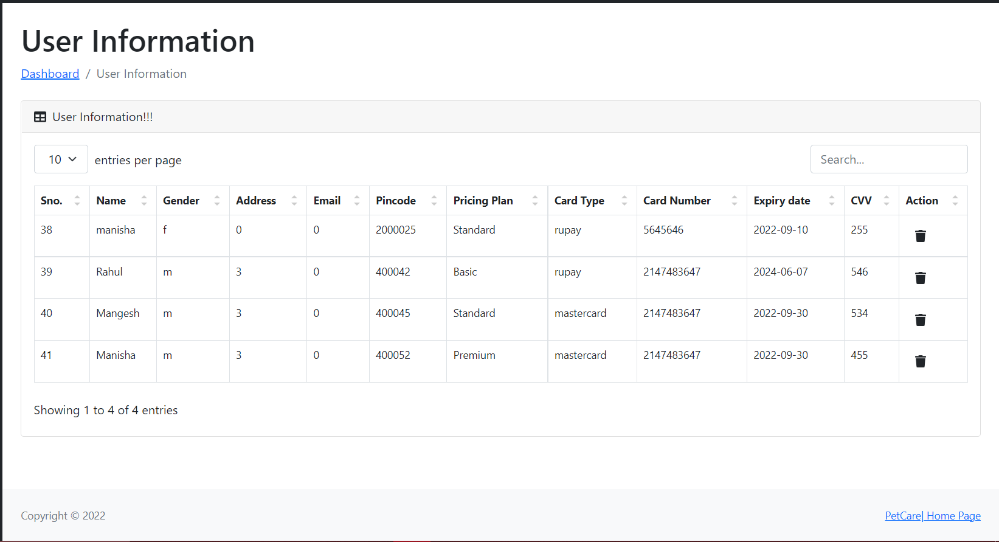 User Information
Dashboard / User Information
User Information!!!
10 entries per page Search...
Sno. Name Gender Address Email Pincode Pricing Plan Card Type Card Number Expiry date CVV Action
38 manisha f 0 0 2000025 Standard rupay 5645646 2022-09-10 255
39 Rahul m 3 0 400042 Basic rupay 2147483647 2024-06-07 546
40 Mangesh m 3 0 400045 Standard mastercard 2147483647 2022-09-30 534
41 Manisha m 3 0 400052 Premium mastercard 2147483647 2022-09-30 455
Showing 1 to 4 of 4 entries
Copyright © 2022 PetCare| Home Page